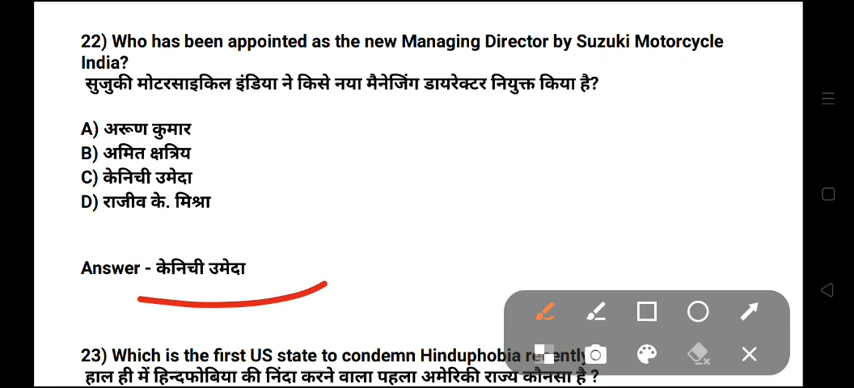 22) Who has been appointed as the new Managing Director by Suzuki Motorcycle
India?
सुजुकी मोटरसाइकिल इंडिया ने किसे नया मैनेजिंग डायरेक्टर नियुक्त किया है?
A) अरूण कुमार
B) अमित क्षत्रिय
C) केनिची उमेदा
D) राजीव के. मिश्रा
Answer - केनिची उमेदा
23) Which is the first US state to condemn Hinduphobia recently
हाल ही में हिन्दफोबिया की निंदा करने वाला पहला अमेरिकी राज्य कौनसा है ?